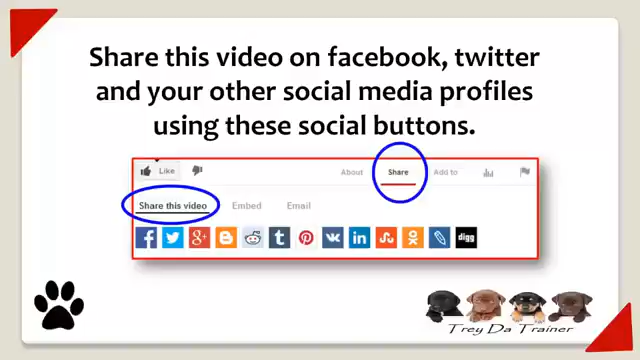 Share this video on facebook, twitter
and your other social media profiles
using these social buttons.
Like
About
Share
Add to
Share this video
Embed
Email
digg
Trey Da Trainer